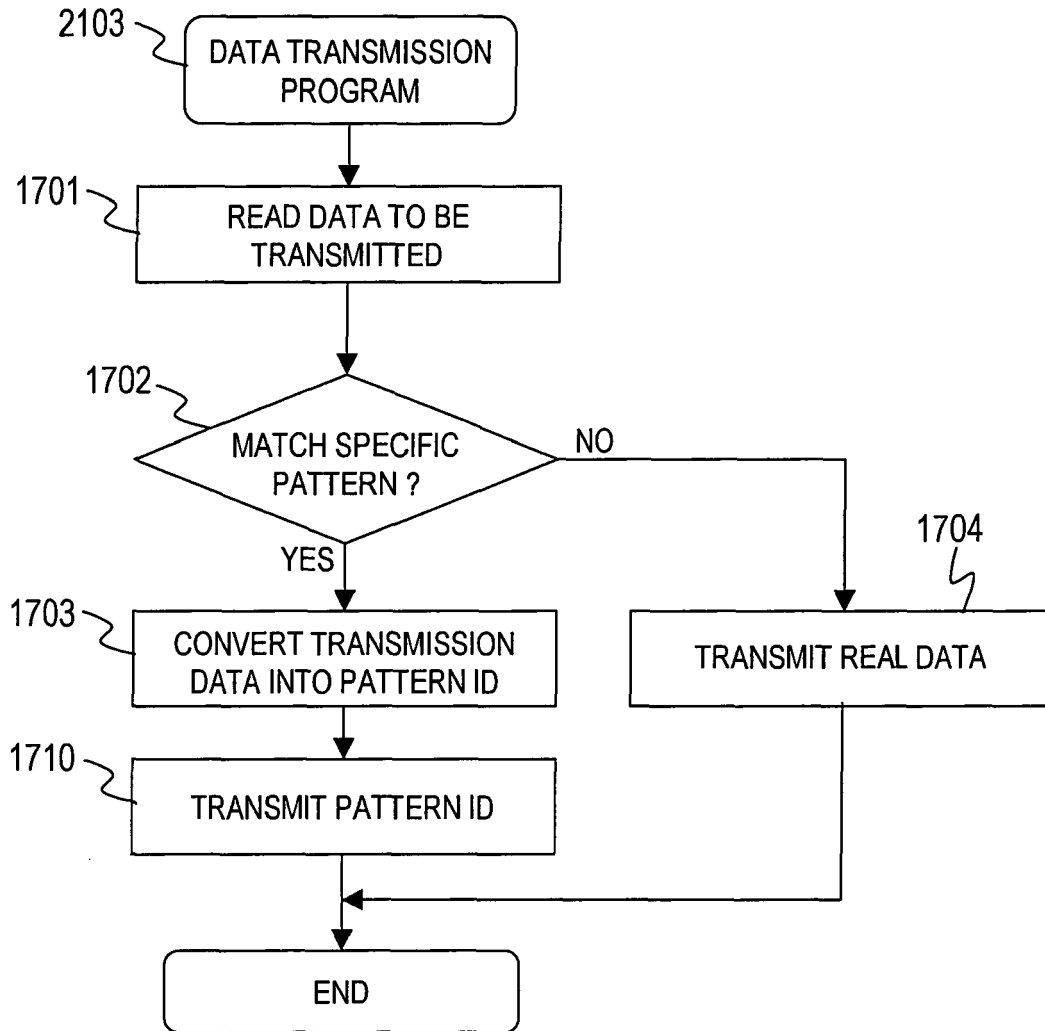 2103
DATA TRANSMISSION
PROGRAM
1701
READ DATA TO BE
TRANSMITTED
1702
MATCH SPECIFIC
PATTERN ?
NO
YES
1704
1703
CONVERT TRANSMISSION
DATA INTO PATTERN ID
TRANSMIT REAL DATA
1710
TRANSMIT PATTERN ID
END